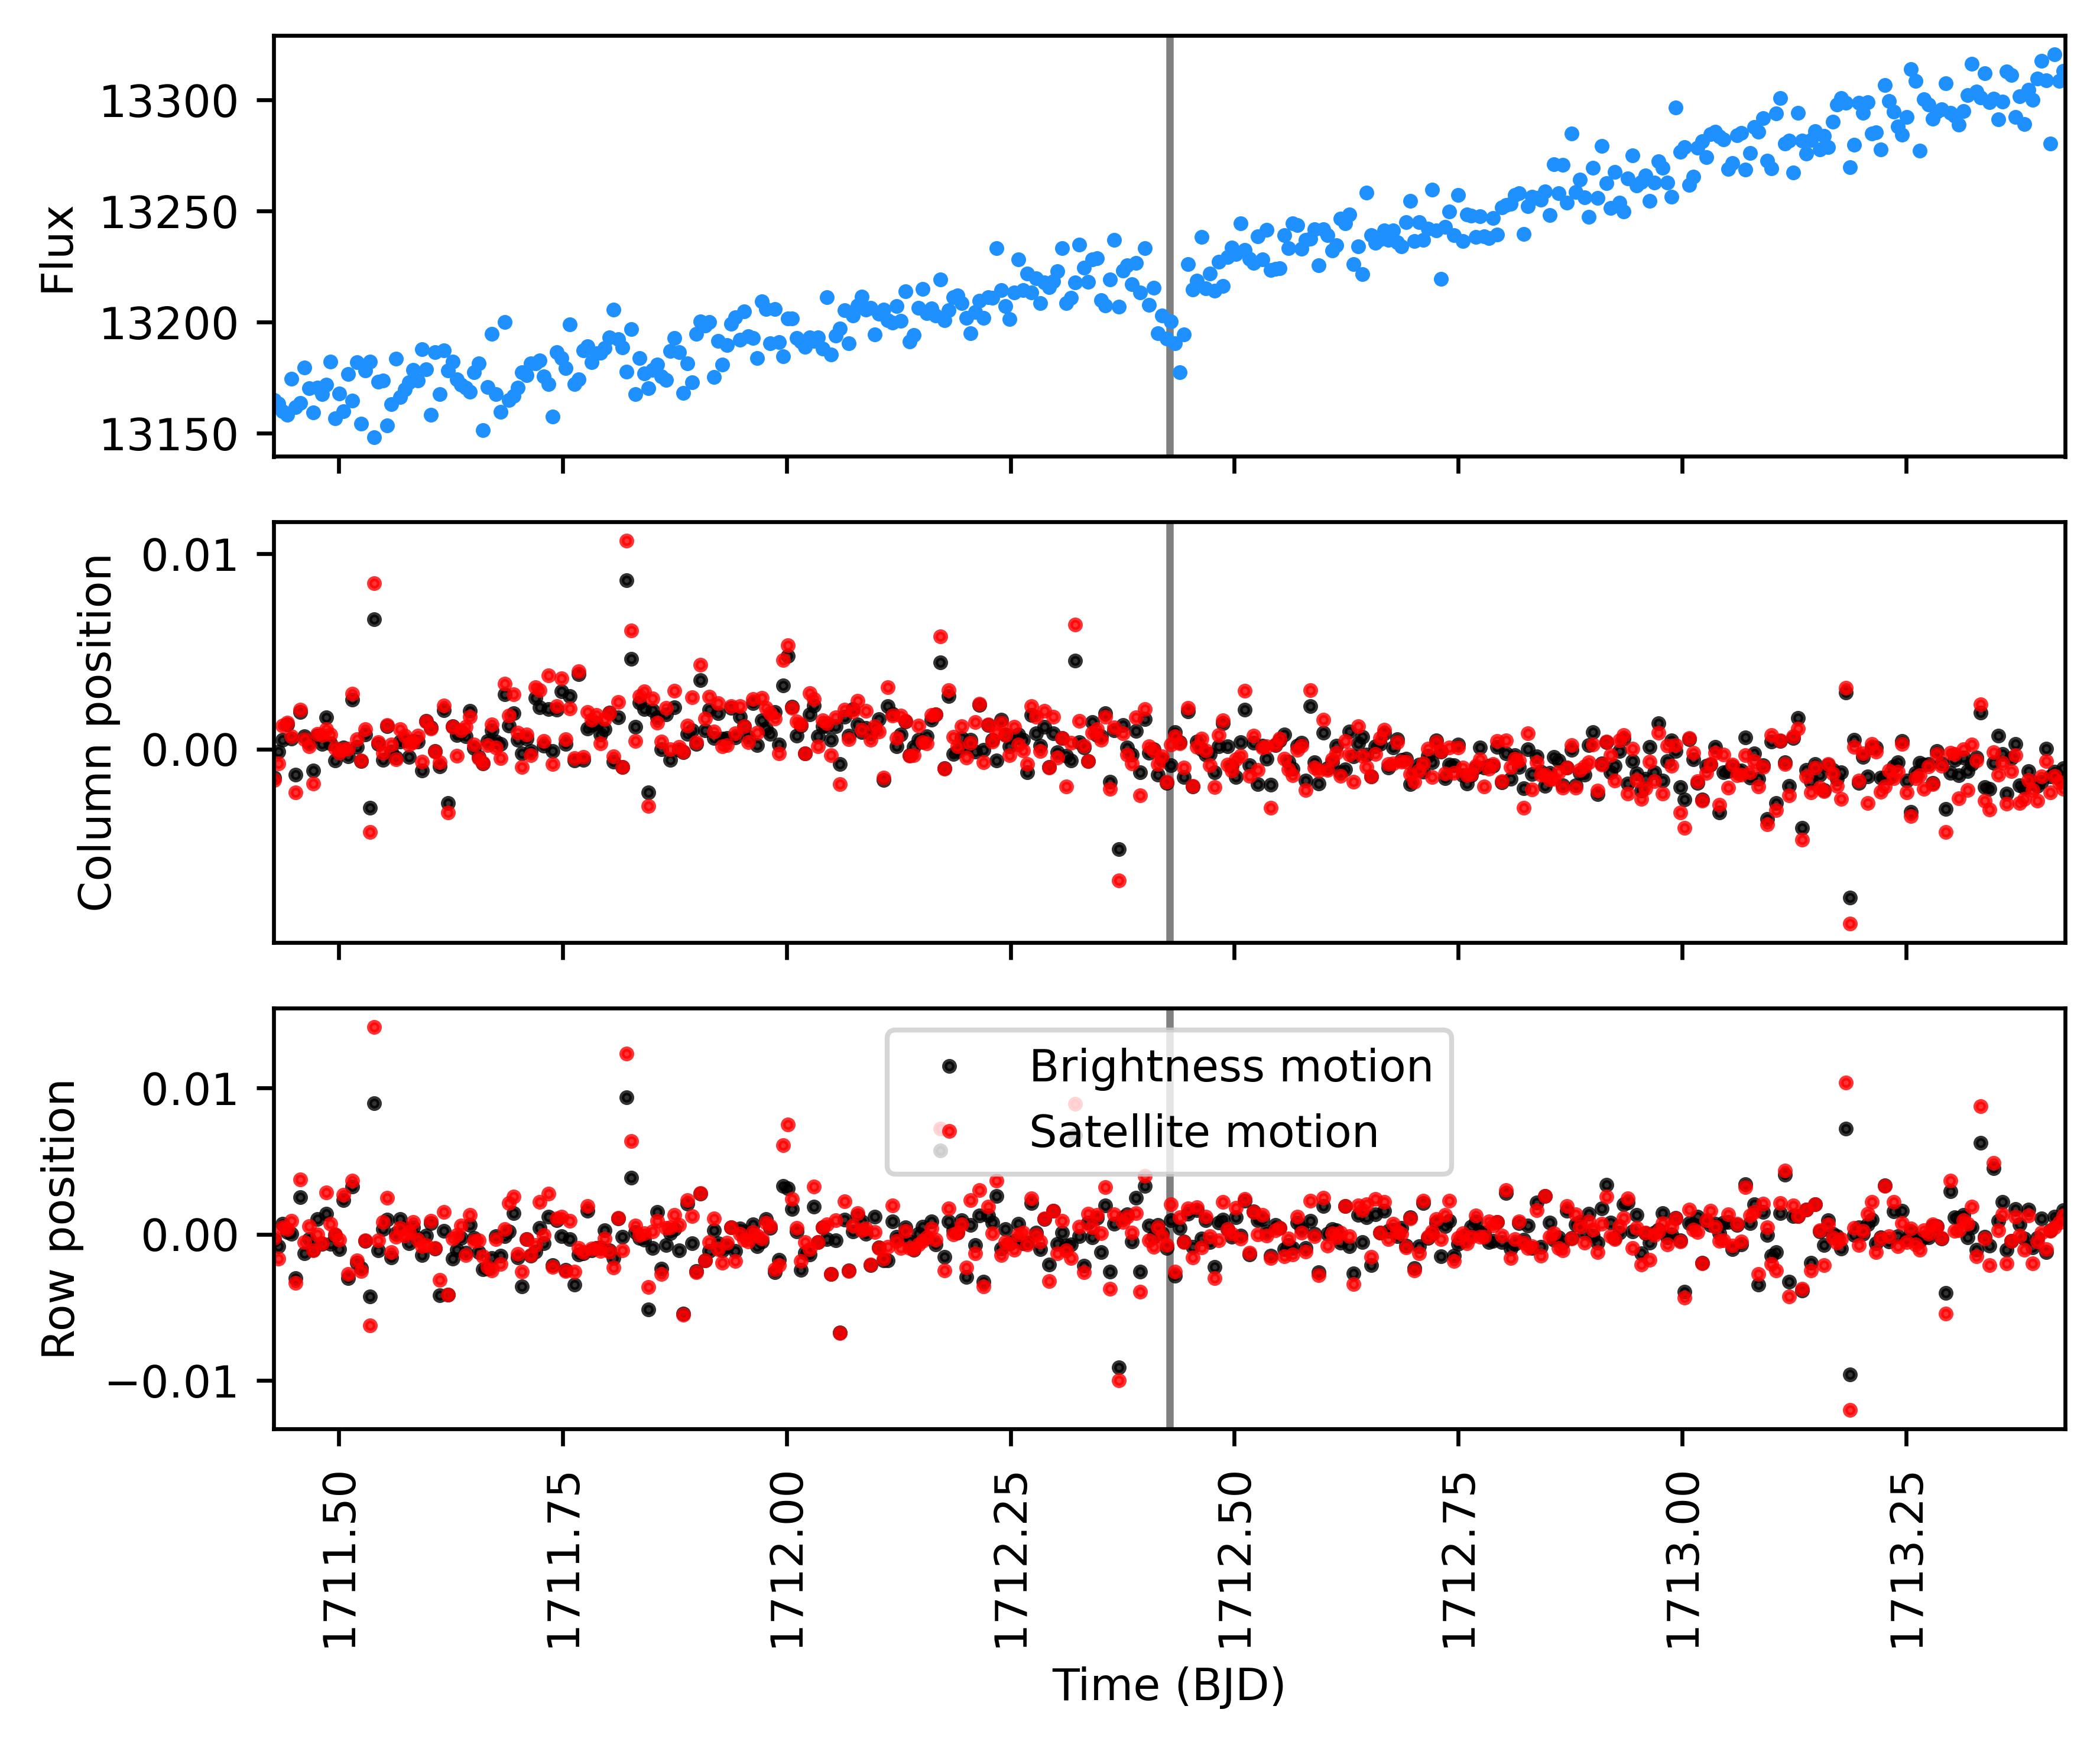 Flux
13300
13250
13200
13150
Column position
0.01
0.00
Row position
0.01
0.00
−0.01
Brightness motion
Satellite motion
1711.50
1711.75
1712.00
1712.25
1712.50
1712.75
1713.00
1713.25
Time (BJD)